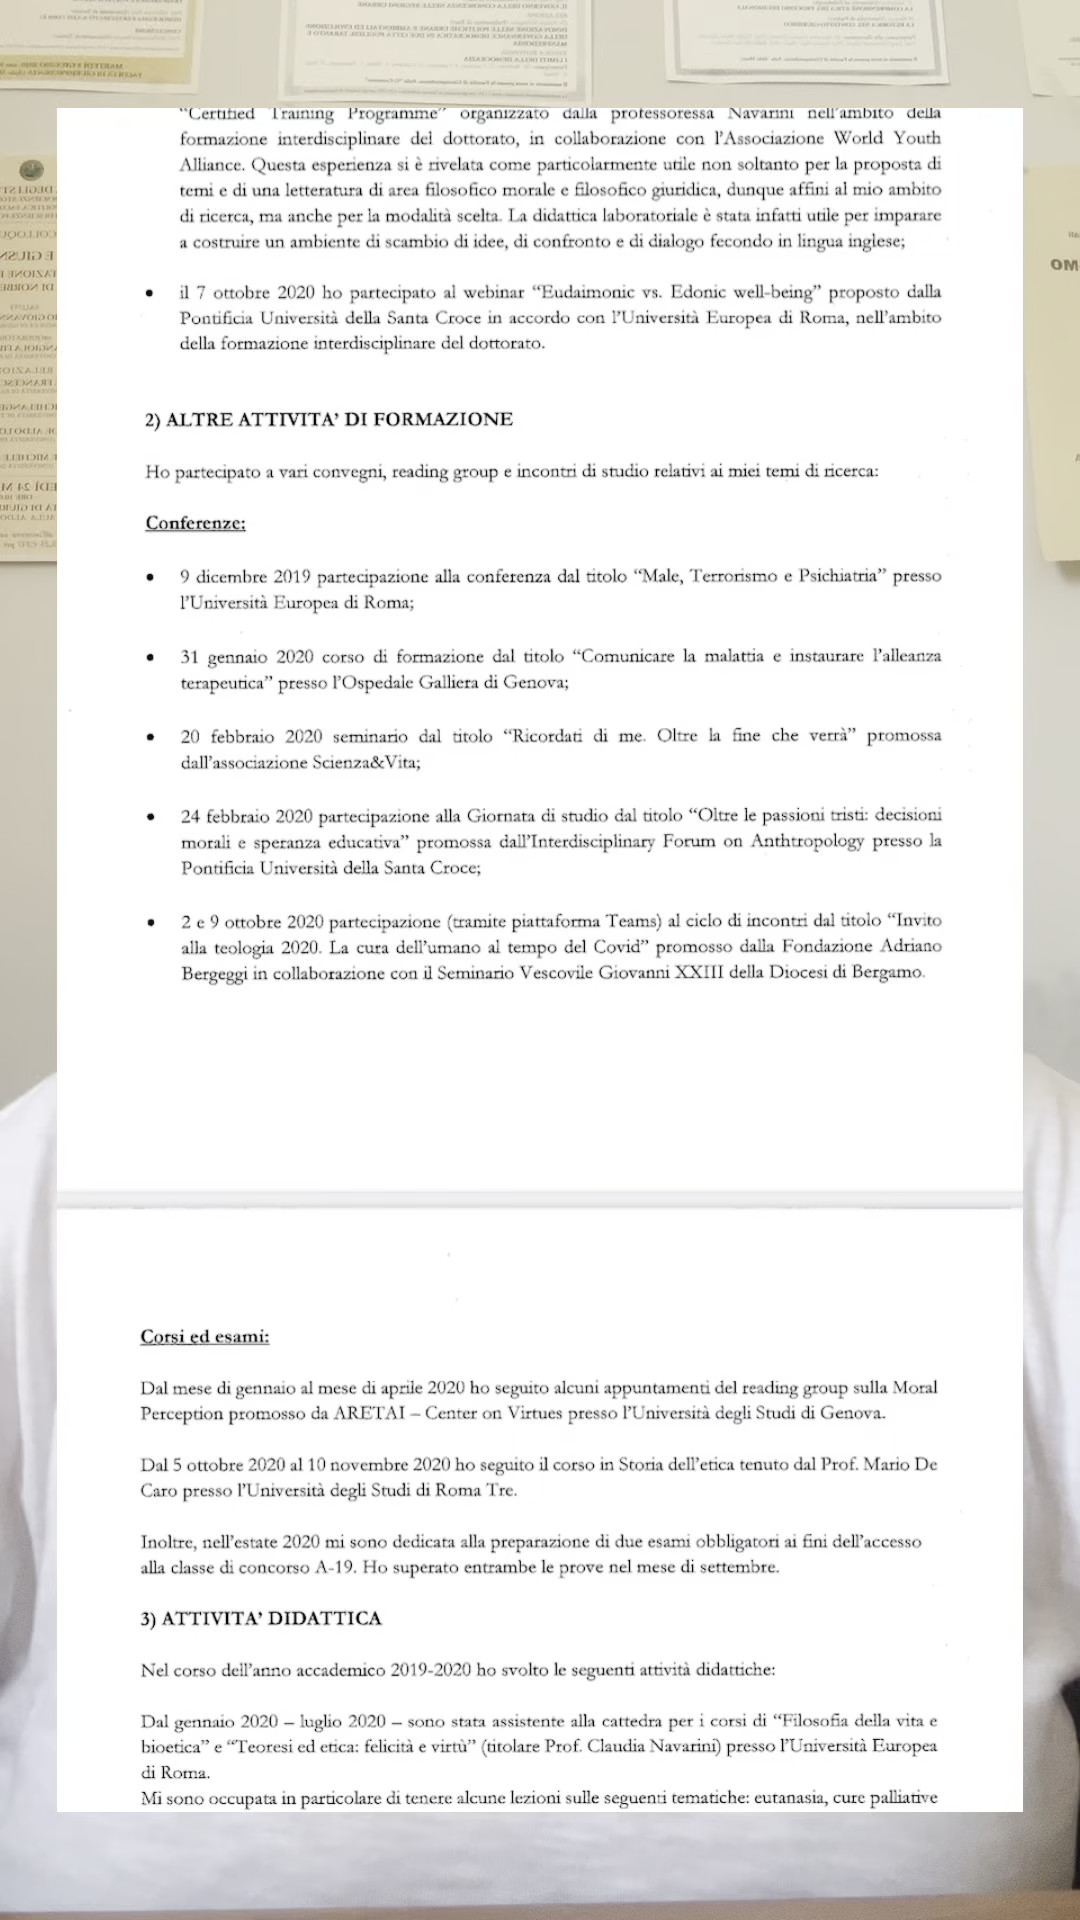 “Certified Training Programme” organizzato dalla professoressa Navarini nell’ambito della
formazione interdisciplinare del dottorato, in collaborazione con l’Associazione World Youth
Alliance. Questa esperienza si è rivelata come particolarmente utile non soltanto per la proposta di
temi e di una letteratura di area filosofico morale e filosofico giuridica, dunque affini al mio ambito
di ricerca, ma anche per la modalità scelta. La didattica laboratoriale è stata infatti utile per imparare
a costruire un ambiente di scambio di idee, di confronto e di dialogo fecondo in lingua inglese;
• il 7 ottobre 2020 ho partecipato al webinar “Eudaimonic vs. Edonic well-being” proposto dalla
Pontificia Università della Santa Croce in accordo con l’Università Europea di Roma, nell’ambito
della formazione interdisciplinare del dottorato.
2) ALTRE ATTIVITA’ DI FORMAZIONE
Ho partecipato a vari convegni, reading group e incontri di studio relativi ai miei temi di ricerca:
Conferenze:
• 9 dicembre 2019 partecipazione alla conferenza dal titolo “Male, Terrorismo e Psichiatria” presso
l’Università Europea di Roma;
• 31 gennaio 2020 corso di formazione dal titolo “Comunicare la malattia e instaurare l’alleanza
terapeutica” presso l’Ospedale Galliera di Genova;
• 20 febbraio 2020 seminario dal titolo “Ricordati di me. Oltre la fine che verrà” promossa
dall’associazione Scienza&Vita;
• 24 febbraio 2020 partecipazione alla Giornata di studio dal titolo “Oltre le passioni tristi: decisioni
morali e speranza educativa” promossa dall’Interdisciplinary Forum on Anthtropology presso la
Pontificia Università della Santa Croce;
• 2 e 9 ottobre 2020 partecipazione (tramite piattaforma Teams) al ciclo di incontri dal titolo “Invito
alla teologia 2020. La cura dell’umano al tempo del Covid” promosso dalla Fondazione Adriano
Bergeggi in collaborazione con il Seminario Vescovile Giovanni XXIII della Diocesi di Bergamo.
Corsi ed esami:
Dal mese di gennaio al mese di aprile 2020 ho seguito alcuni appuntamenti del reading group sulla Moral
Perception promosso da ARETAI – Center on Virtues presso l’Università degli Studi di Genova.
Dal 5 ottobre 2020 al 10 novembre 2020 ho seguito il corso in Storia dell’etica tenuto dal Prof. Mario De
Caro presso l’Università degli Studi di Roma Tre.
Inoltre, nell’estate 2020 mi sono dedicata alla preparazione di due esami obbligatori ai fini dell’accesso
alla classe di concorso A-19. Ho superato entrambe le prove nel mese di settembre.
3) ATTIVITA’ DIDATTICA
Nel corso dell’anno accademico 2019-2020 ho svolto le seguenti attività didattiche:
Dal gennaio 2020 – luglio 2020 – sono stata assistente alla cattedra per i corsi di “Filosofia della vita e
bioetica” e “Teoresi ed etica: felicità e virtù” (titolare Prof. Claudia Navarini) presso l’Università Europea
di Roma.
Mi sono occupata in particolare di tenere alcune lezioni sulle seguenti tematiche: eutanasia, cure palliative